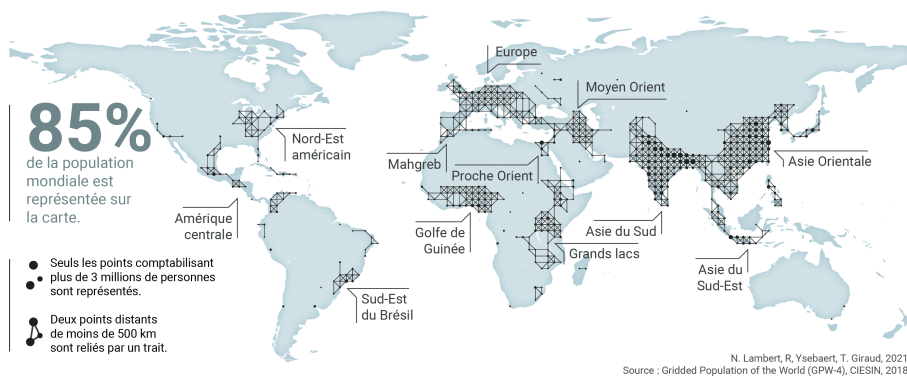 85%
de la population
mondiale est
représentée sur
la carte.
Seuls les points comptabilisant
plus de 3 millions de personnes
sont représentés.
Deux points distants
de moins de 500 km
sont reliés par un trait.
Europe
Moyen Orient
Nord-Est
américain
Maghreb
Proche Orient
Asie Orientale
Amérique
centrale
Golfe de
Guinée
Asie du Sud
Grands lacs
Asie du
Sud-Est
Sud-Est
du Brésil
N. Lambert, R, Ysebaert, T. Giraud, 2021
Source : Gridded Population of the World (GPW-4), CIESIN, 2018